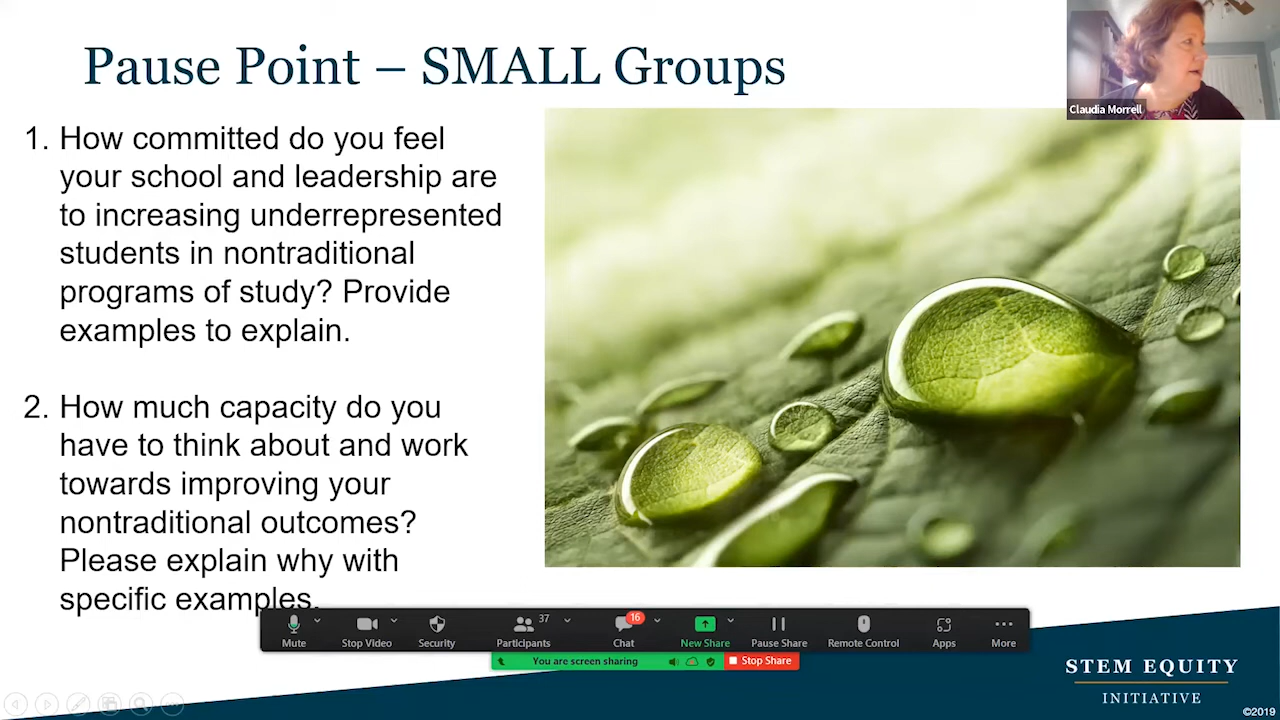 Pause Point – SMALL Groups
Claudia Morrell
1. How committed do you feel
your school and leadership are
to increasing underrepresented
students in nontraditional
programs of study? Provide
examples to explain.
2. How much capacity do you
have to think about and work
towards improving your
nontraditional outcomes?
Please explain why with
specific examples.
37
16
Mute
Stop Video
Security
Participants
Chat
New Share
Pause Share
Remote Control
Apps
More
You are screen sharing
Stop Share
STEM EQUITY
INITIATIVE
©2019